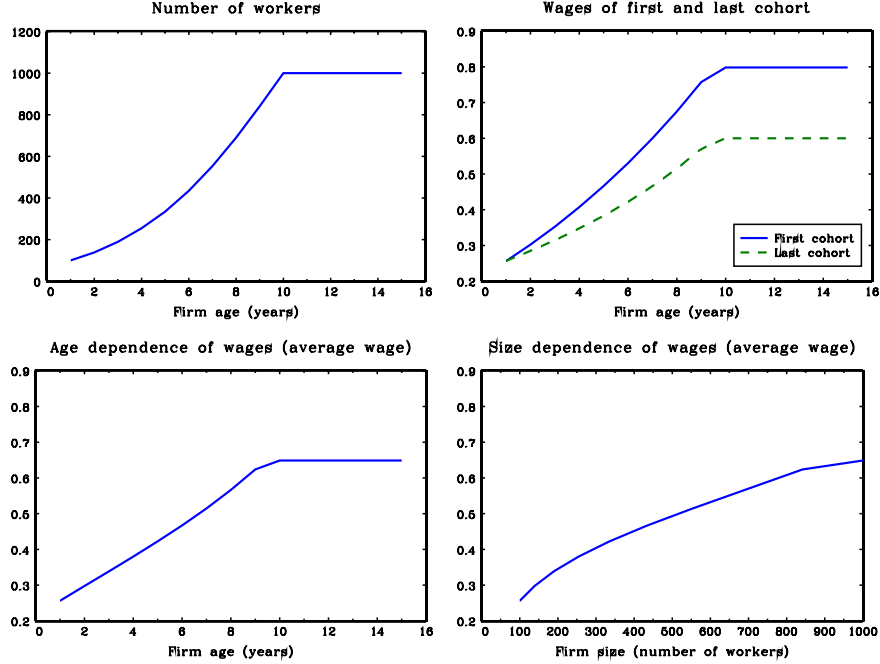 Number of workers
1200
1000
800
600
400
200
0
0 2 4 6 8 10 12 14 16
Firm age (years)
Wages of first and last cohort
0.9
0.8
0.7
0.6
0.5
0.4
0.3
0.2
First cohort
Last cohort
0 2 4 6 8 10 12 14 16
Firm age (years)
Age dependence of wages (average wage)
0.9
0.8
0.7
0.6
0.5
0.4
0.3
0.2
0 2 4 6 8 10 12 14 16
Firm age (years)
Size dependence of wages (average wage)
0.9
0.8
0.7
0.6
0.5
0.4
0.3
0.2
0 100 200 300 400 500 600 700 800 900 1000
Firm size (number of workers)